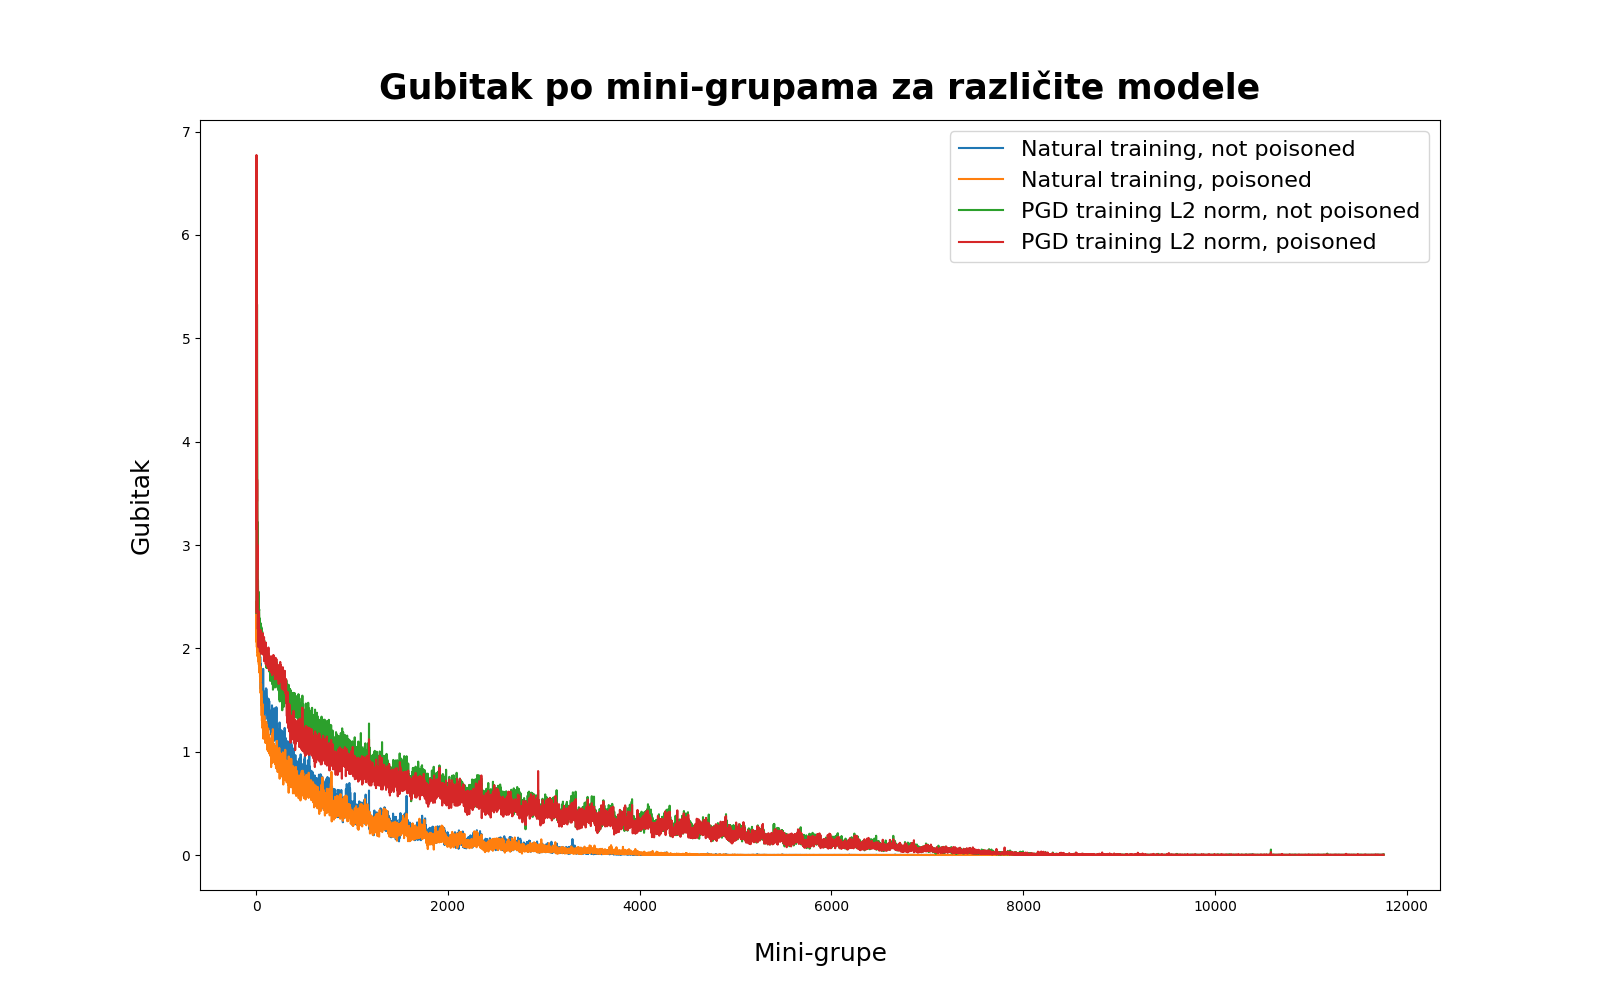 Gubitak po mini-grupama za različite modele
7
6
5
4
3
2
1
0
Gubitak
Natural training, not poisoned
Natural training, poisoned
PGD training L2 norm, not poisoned
PGD training L2 norm, poisoned
0 2000 4000 6000 8000 10000 12000
Mini-grupe